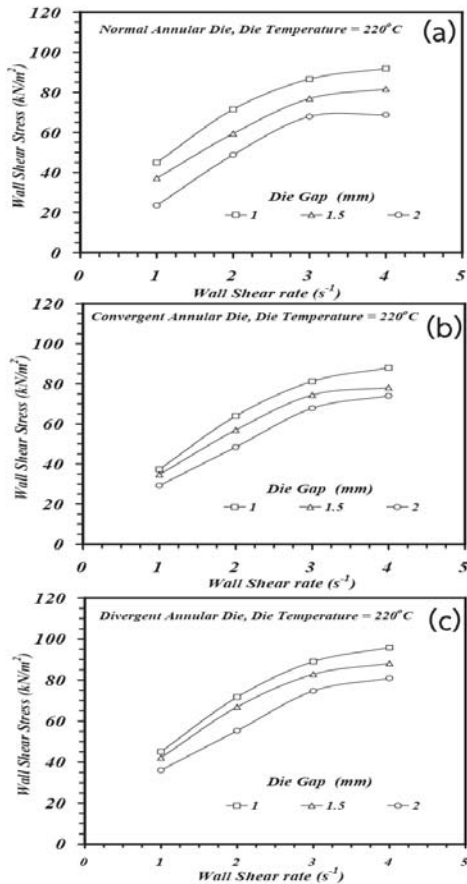 120
(a)
Normal Annular Die, Die Temperature = 220°C
100
80
60
40
20
0
Wall Shear Stress (kN/m²)
Die Gap (mm)
1 1.5 2
0 1 2 3 4 5
Wall Shear rate (s⁻¹)
120
(b)
Convergent Annular Die, Die Temperature = 220°C
100
80
60
40
20
0
Wall Shear Stress (kN/m²)
Die Gap (mm)
1 1.5 2
0 1 2 3 4 5
Wall Shear rate (s⁻¹)
120
(c)
Divergent Annular Die, Die Temperature = 220°C
100
80
60
40
20
0
Wall Shear Stress (kN/m²)
Die Gap (mm)
1 1.5 2
0 1 2 3 4 5
Wall Shear rate (s⁻¹)